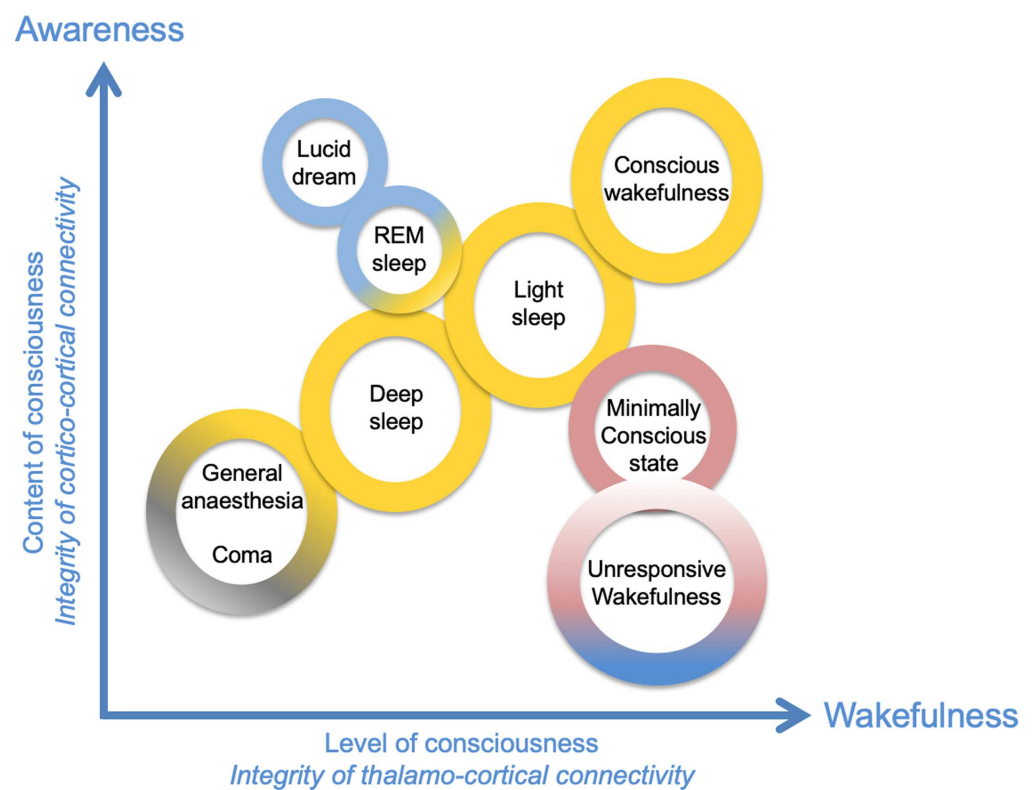 Awareness
Lucid
dream
Conscious
wakefulness
REM
sleep
Light
sleep
Deep
sleep
Minimally
Conscious
state
General
anaesthesia
Coma
Unresponsive
Wakefulness
Content of consciousness
Integrity of cortico-cortical connectivity
Wakefulness
Level of consciousness
Integrity of thalamo-cortical connectivity